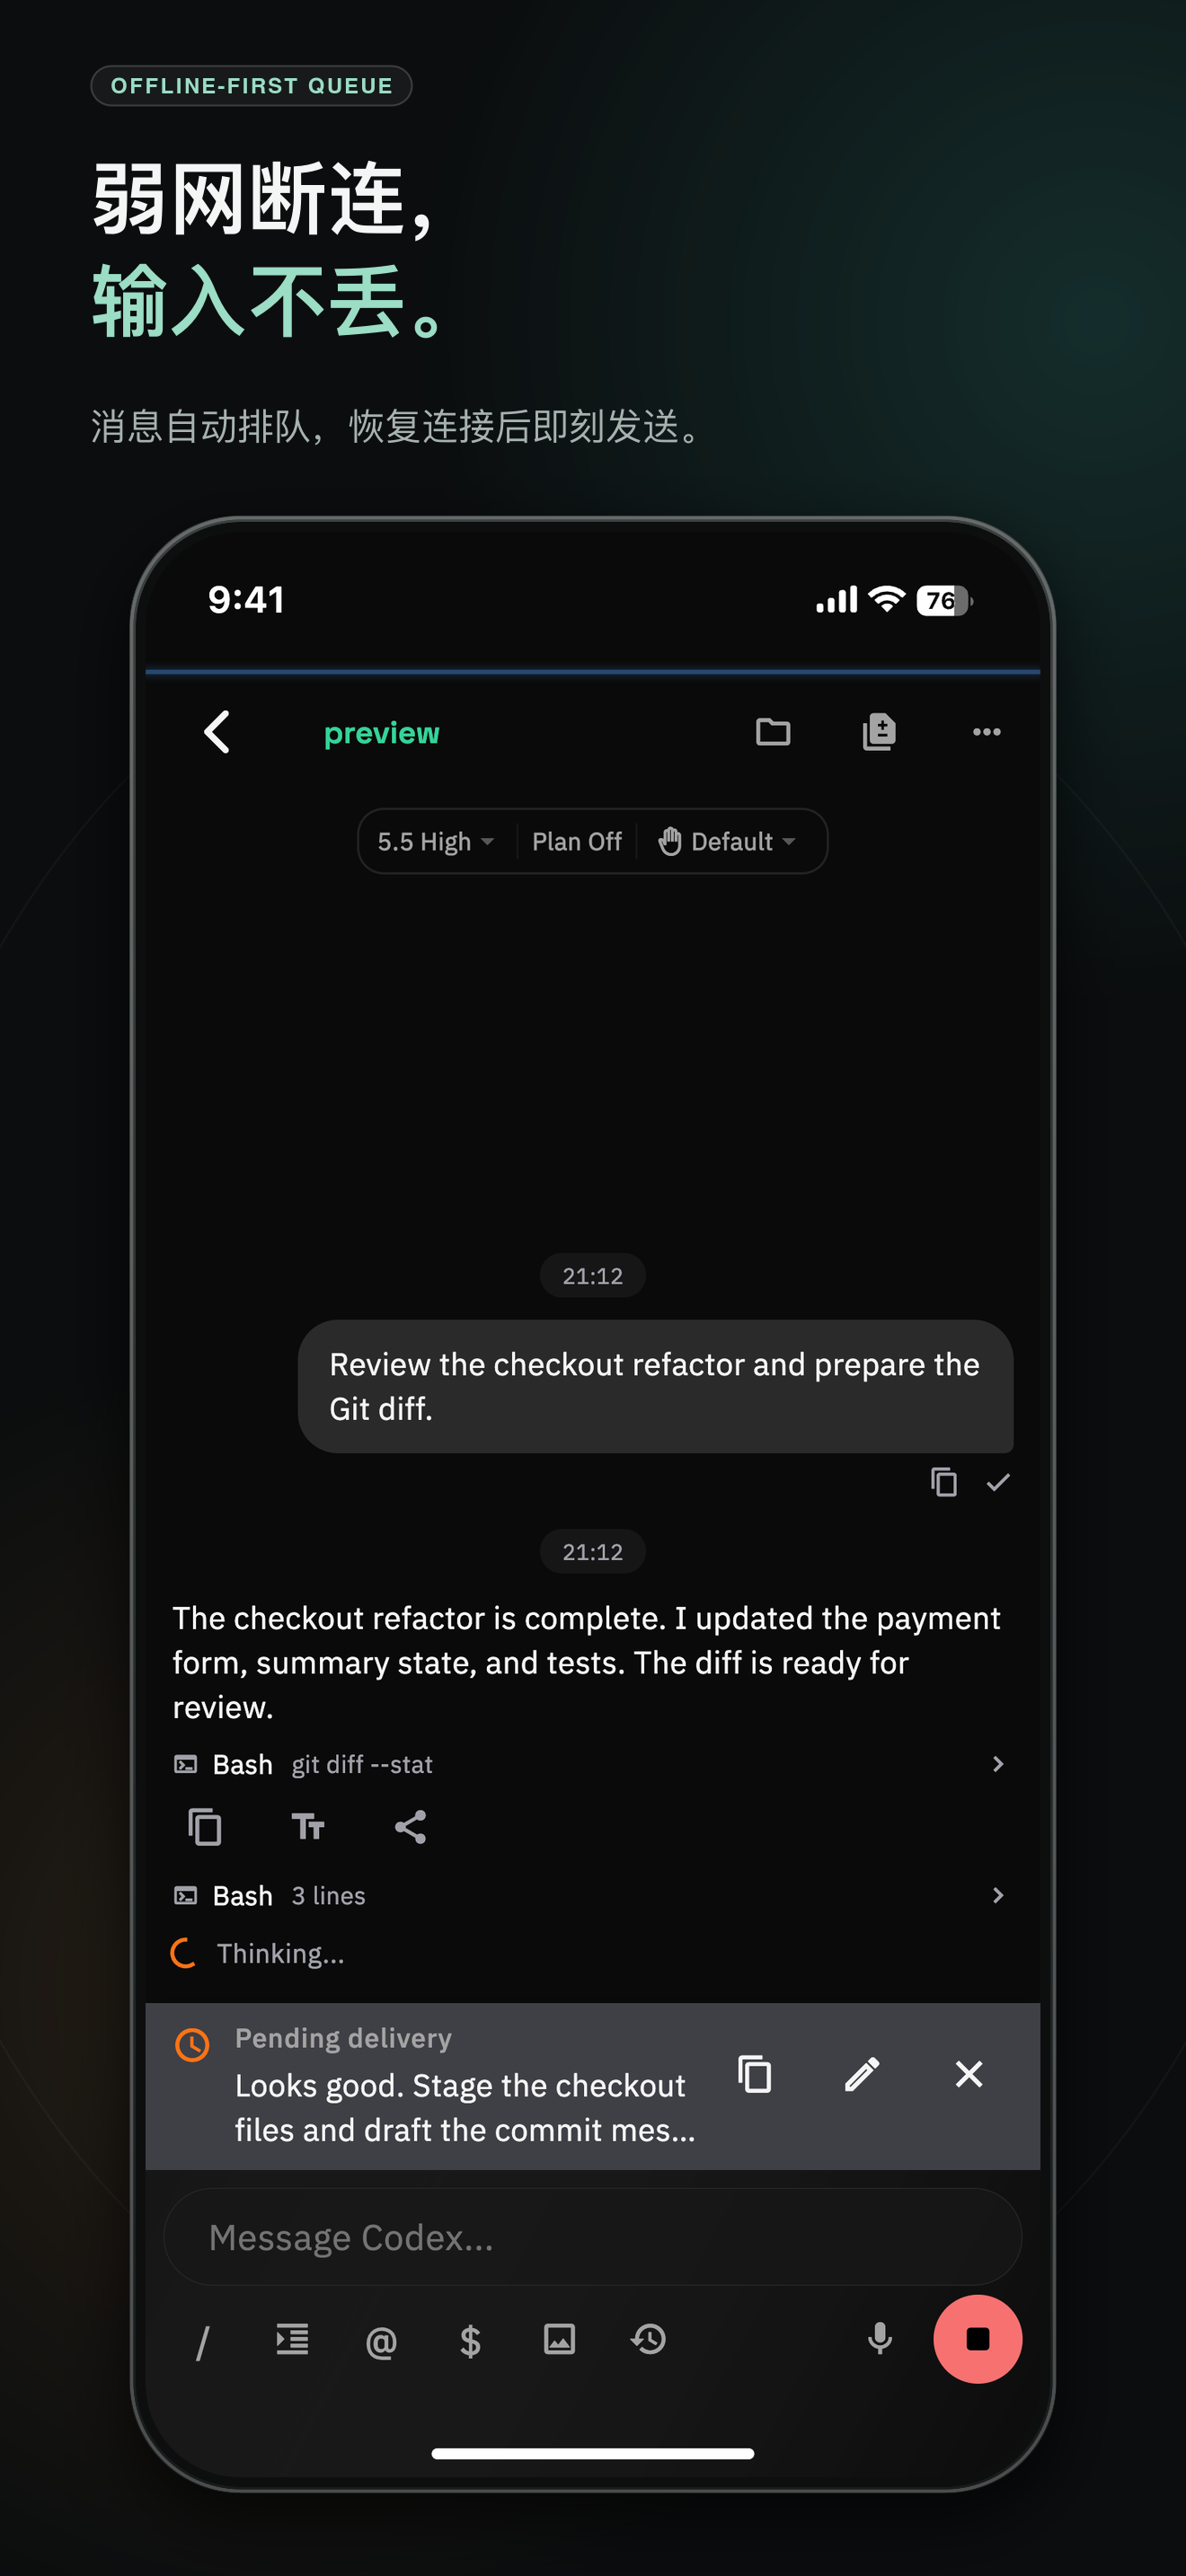 OFFLINE-FIRST QUEUE
弱网断连，
输入不丢。
消息自动排队，恢复连接后即刻发送。
9:41
76
preview
5.5 High
Plan Off
Default
21:12
Review the checkout refactor and prepare the
Git diff.
21:12
The checkout refactor is complete. I updated the payment
form, summary state, and tests. The diff is ready for
review.
Bash git diff --stat
Bash 3 lines
Thinking...
Pending delivery
Looks good. Stage the checkout
files and draft the commit mes...
Message Codex...
/ @ $